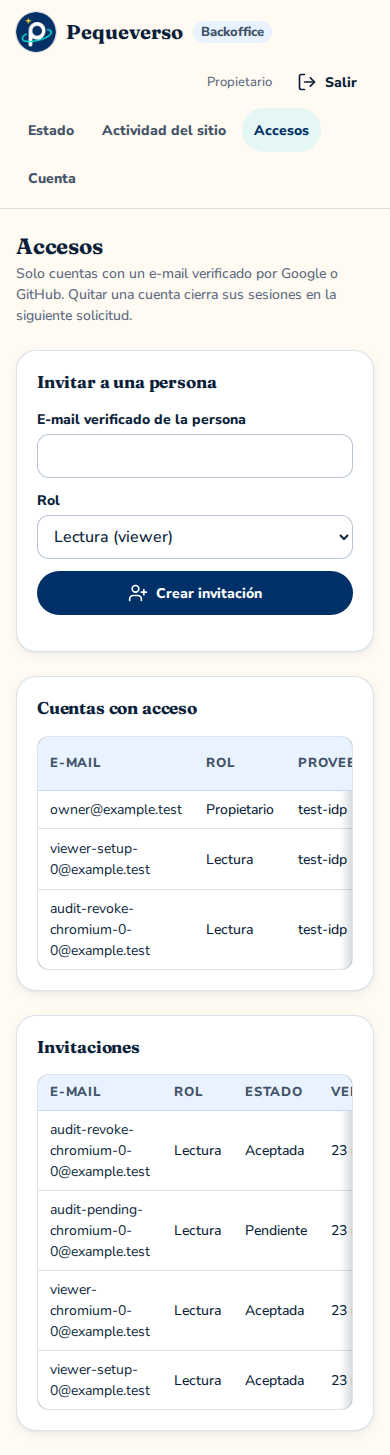 Pequeverso Backoffice
Propietario Salir
Estado Actividad del sitio Accesos
Cuenta
Accesos
Solo cuentas con un e-mail verificado por Google o
GitHub. Quitar una cuenta cierra sus sesiones en la
siguiente solicitud.
Invitar a una persona
E-mail verificado de la persona
Rol
Lectura (viewer)
Crear invitación
Cuentas con acceso
E-MAIL ROL
owner@example.test Propietario test-idp
viewer-setup-
0@example.test Lectura test-idp
audit-revoke-
chromium-0-
0@example.test Lectura test-idp
Invitaciones
E-MAIL ROL ESTADO
audit-revoke-
chromium-0-
0@example.test Lectura Aceptada 23
audit-pending-
chromium-0-
0@example.test Lectura Pendiente 23
viewer-
chromium-0-
0@example.test Lectura Aceptada 23
viewer-setup-
0@example.test Lectura Aceptada 23